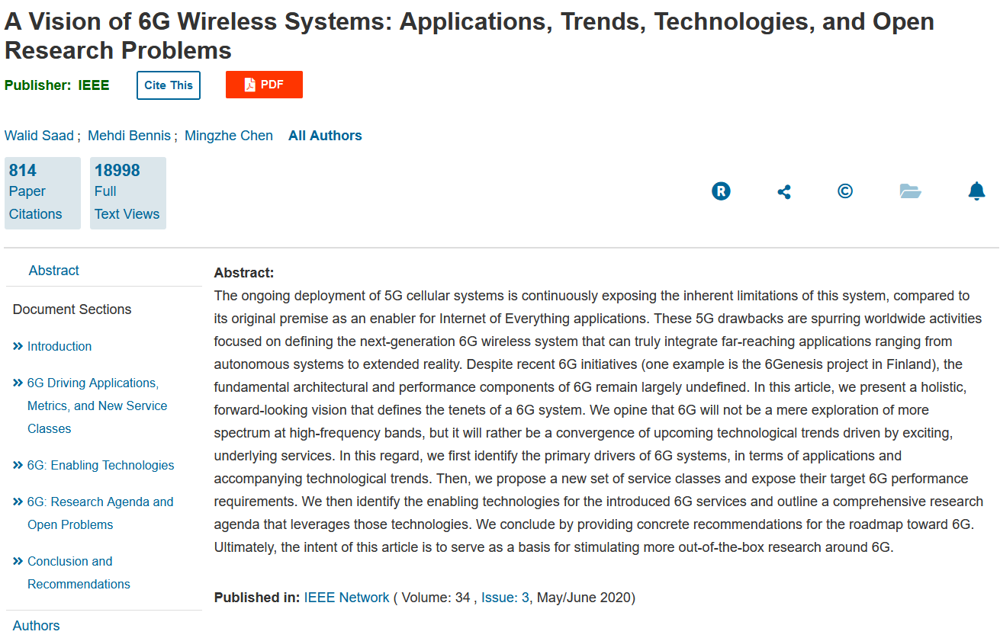 A Vision of 6G Wireless Systems: Applications, Trends, Technologies, and Open
Research Problems
Publisher: IEEE
Cite This
PDF
Walid Saad ; Mehdi Bennis ; Mingzhe Chen All Authors
814
Paper
Citations
18998
Full
Text Views
R
©
Abstract
Document Sections
Introduction
6G Driving Applications,
Metrics, and New Service
Classes
6G: Enabling Technologies
6G: Research Agenda and
Open Problems
Conclusion and
Recommendations
Authors
Abstract:
The ongoing deployment of 5G cellular systems is continuously exposing the inherent limitations of this system, compared to
its original premise as an enabler for Internet of Everything applications. These 5G drawbacks are spurring worldwide activities
focused on defining the next-generation 6G wireless system that can truly integrate far-reaching applications ranging from
autonomous systems to extended reality. Despite recent 6G initiatives (one example is the 6Genesis project in Finland), the
fundamental architectural and performance components of 6G remain largely undefined. In this article, we present a holistic,
forward-looking vision that defines the tenets of a 6G system. We opine that 6G will not be a mere exploration of more
spectrum at high-frequency bands, but it will rather be a convergence of upcoming technological trends driven by exciting,
underlying services. In this regard, we first identify the primary drivers of 6G systems, in terms of applications and
accompanying technological trends. Then, we propose a new set of service classes and expose their target 6G performance
requirements. We then identify the enabling technologies for the introduced 6G services and outline a comprehensive research
agenda that leverages those technologies. We conclude by providing concrete recommendations for the roadmap toward 6G.
Ultimately, the intent of this article is to serve as a basis for stimulating more out-of-the-box research around 6G.
Published in: IEEE Network ( Volume: 34 , Issue: 3, May/June 2020)